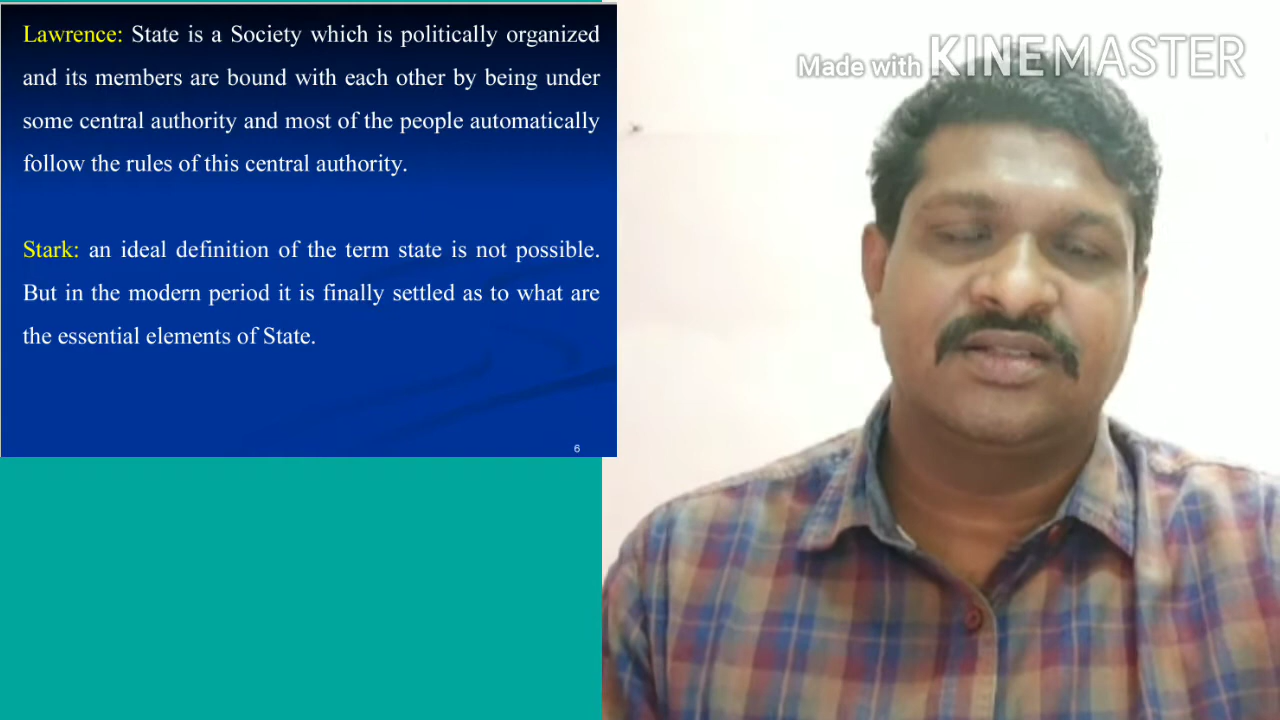 Lawrence: State is a Society which is politically organized
and its members are bound with each other by being under
some central authority and most of the people automatically
follow the rules of this central authority.
Stark: an ideal definition of the term state is not possible.
But in the modern period it is finally settled as to what are
the essential elements of State.
6
Made with KINEMASTER